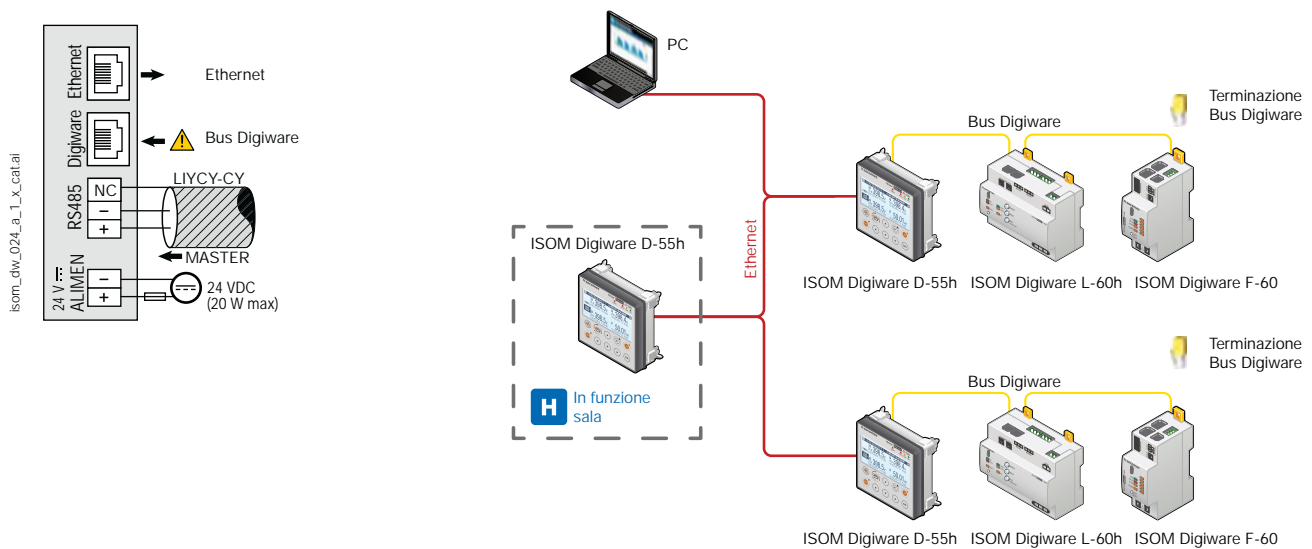 isom_dw_024_a_1_x_cat.ai
Ethernet
Ethernet
Digiware
Bus Digiware
RS485
NC
–
+
LIYCY-CY
MASTER
24 V
ALIMEN
–
+
24 VDC
(20 W max)
PC
Ethernet
ISOM Digiware D-55h
H
In funzione
sala
Bus Digiware
Terminazione
Bus Digiware
ISOM Digiware D-55h
ISOM Digiware L-60h
ISOM Digiware F-60
Bus Digiware
Terminazione
Bus Digiware
ISOM Digiware D-55h
ISOM Digiware L-60h
ISOM Digiware F-60